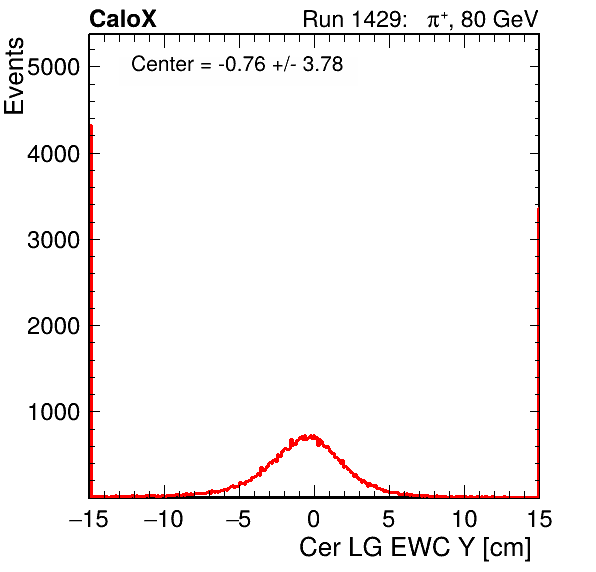 CaloX Run 1429: π+, 80 GeV
Center = -0.76 +/- 3.78
Events
5000
4000
3000
2000
1000
−15 −10 −5 0 5 10 15
Cer LG EWC Y [cm]